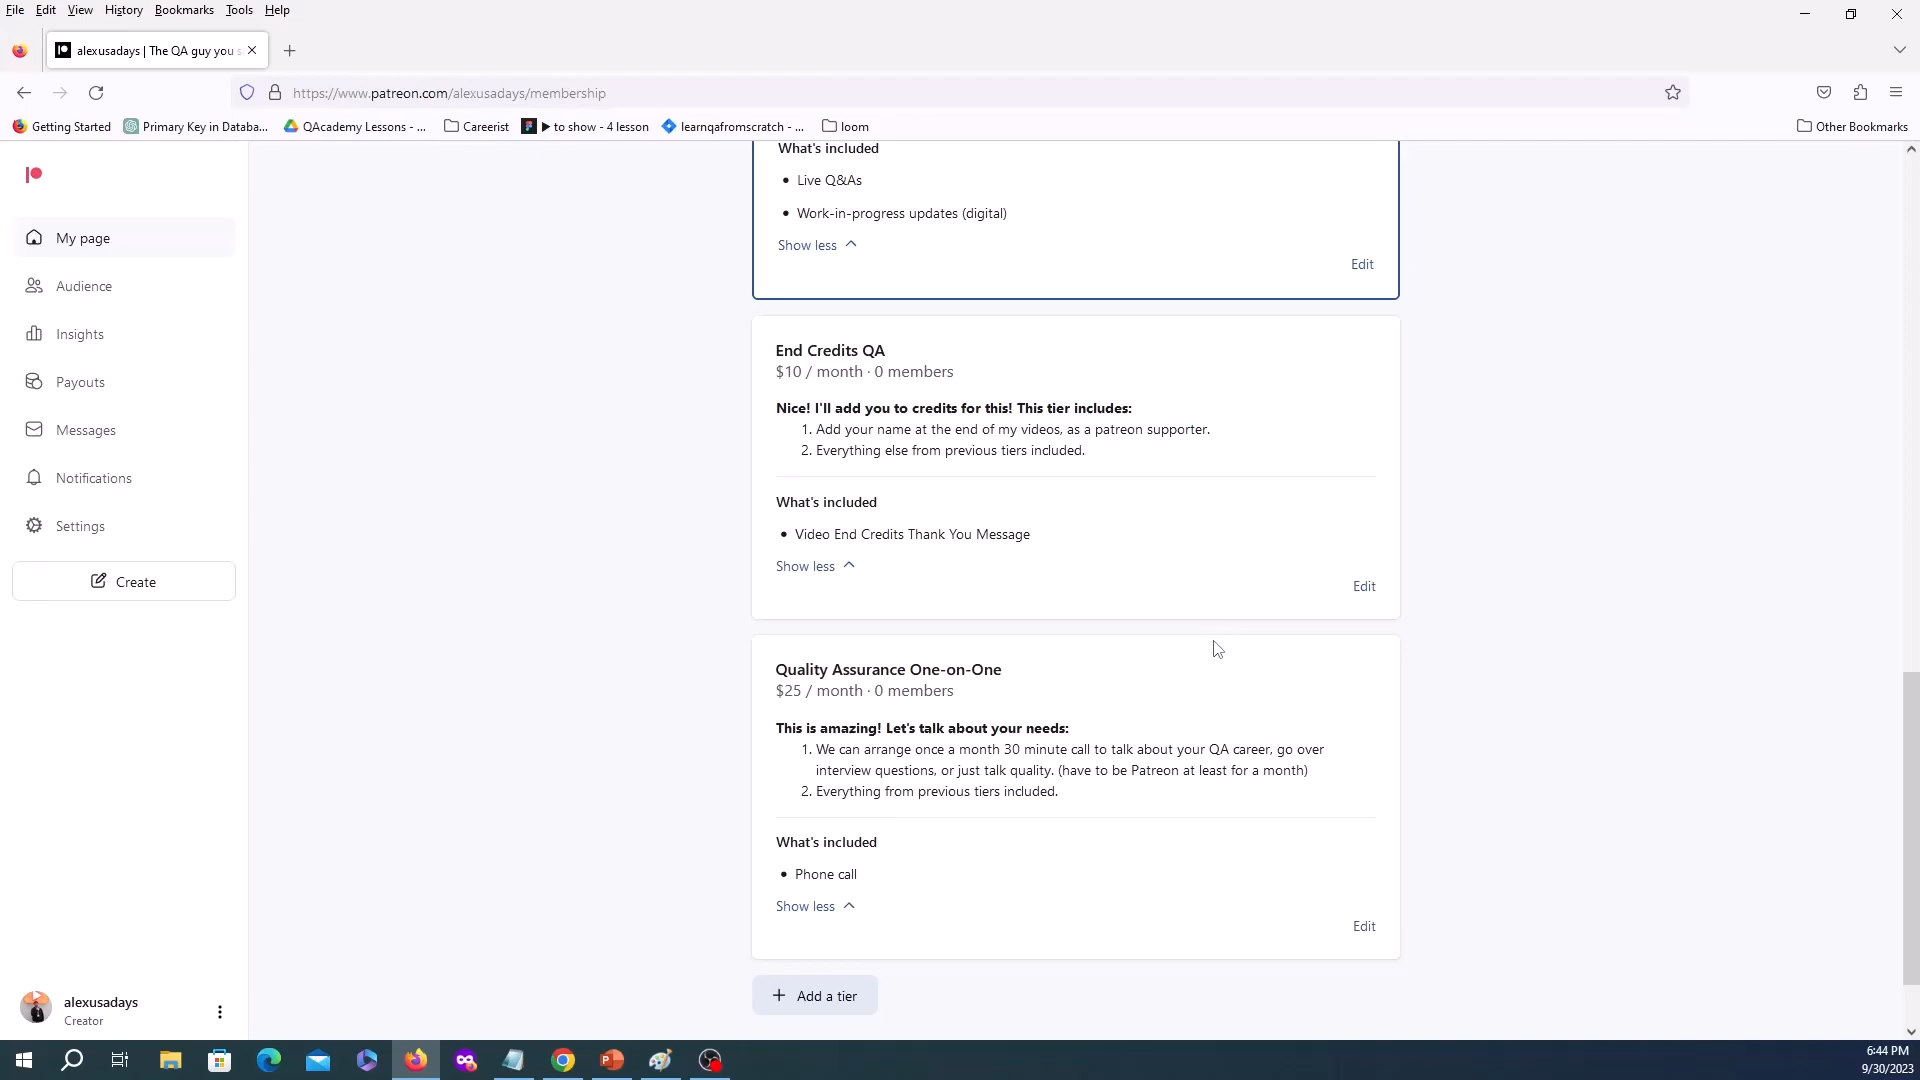 File Edit View History Bookmarks Tools Help
alexusadays | The QA guy you s
https://www.patreon.com/alexusadays/membership
Getting Started Primary Key in Databa... QAcademy Lessons - ... Careerist ▶ to show - 4 lesson learnqafromscratch - ... loom Other Bookmarks
My page
Audience
Insights
Payouts
Messages
Notifications
Settings
Create
alexusadays
Creator
What's included
• Live Q&As
• Work-in-progress updates (digital)
Show less
Edit
End Credits QA
$10 / month · 0 members
Nice! I'll add you to credits for this! This tier includes:
1. Add your name at the end of my videos, as a patreon supporter.
2. Everything else from previous tiers included.
What's included
• Video End Credits Thank You Message
Show less
Edit
Quality Assurance One-on-One
$25 / month · 0 members
This is amazing! Let's talk about your needs:
1. We can arrange once a month 30 minute call to talk about your QA career, go over
interview questions, or just talk quality. (have to be Patreon at least for a month)
2. Everything from previous tiers included.
What's included
• Phone call
Show less
Edit
+ Add a tier
6:44 PM
9/30/2023